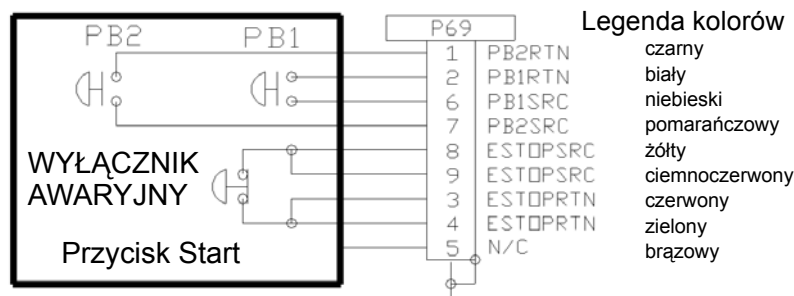 PB2 PB1
WYŁĄCZNIK
AWARYJNY
Przycisk Start
P69
Legenda kolorów
1 PB2RTN czarny
2 PB1RTN biały
6 PB1SRC niebieski
7 PB2SRC pomarańczowy
8 ESTOPSRC żółty
9 ESTOPSRC ciemnoczerwony
3 ESTOPRTN czerwony
4 ESTOPRTN zielony
5 N/C brązowy